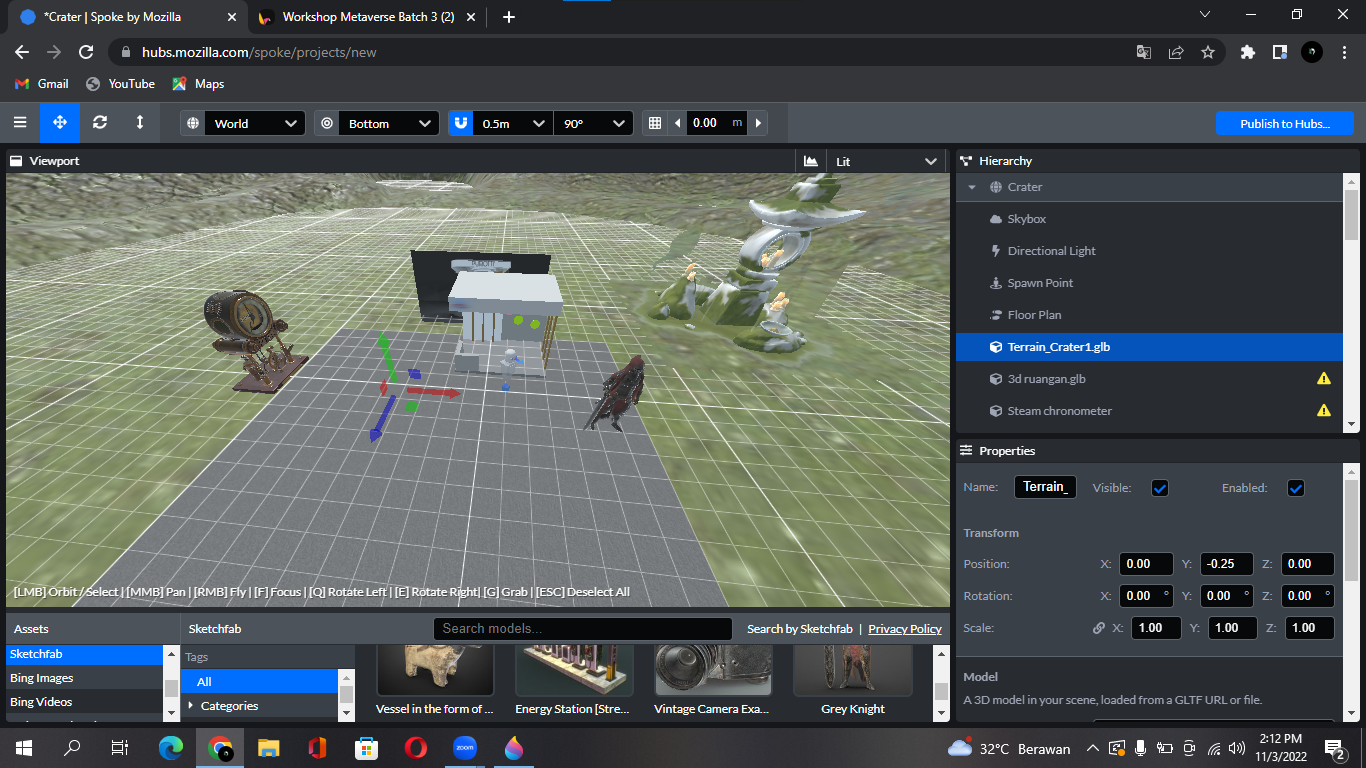 *Crater | Spoke by Mozilla
Workshop Metaverse Batch 3 (2)
hubs.mozilla.com/spoke/projects/new
Gmail
YouTube
Maps
World
Bottom
0.5m
90°
0.00 m
Publish to Hubs...
Viewport
Lit
Hierarchy
Crater
Skybox
Directional Light
Spawn Point
Floor Plan
Terrain_Crater1.glb
3d ruangan.glb
Steam chronometer
[LMB] Orbit / Select | [MMB] Pan | [RMB] Fly | [F] Focus | [Q] Rotate Left | [E] Rotate Right| [G] Grab | [ESC] Deselect All
Properties
Name: Terrain_ Visible: Enabled:
Transform
Position: X: 0.00 Y: -0.25 Z: 0.00
Rotation: X: 0.00 ° Y: 0.00 ° Z: 0.00 °
Scale: X: 1.00 Y: 1.00 Z: 1.00
Model
A 3D model in your scene, loaded from a GLTF URL or file.
Assets
Sketchfab
Bing Images
Bing Videos
Sketchfab
Search models...
Search by Sketchfab | Privacy Policy
Tags
All
Categories
Vessel in the form of ...
Energy Station [Stre...
Vintage Camera Exa...
Grey Knight
zoom
32°C Berawan
2:12 PM
11/3/2022
2